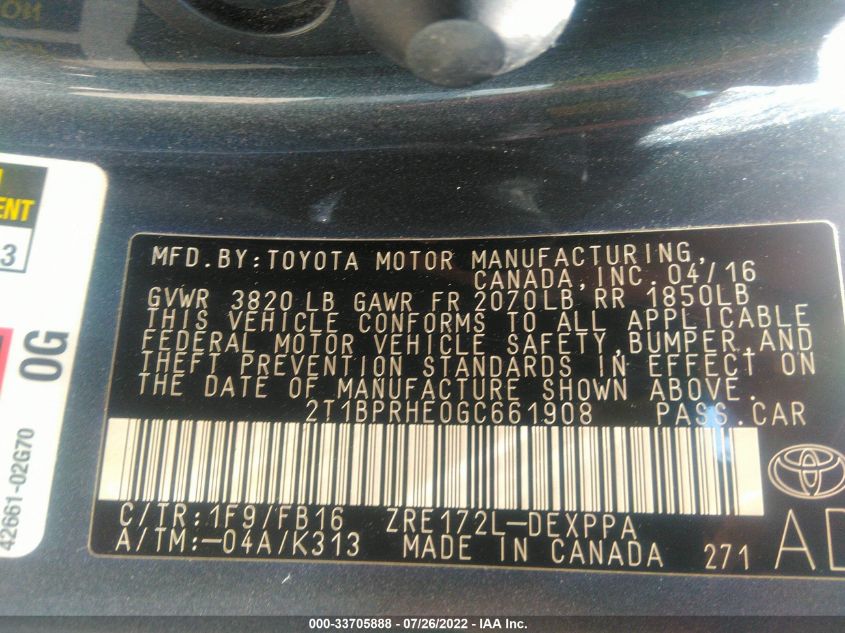 ENT
3
0G
42661-02G70
MFD.BY:TOYOTA MOTOR MANUFACTURING,
CANADA,INC. 04/16
GVWR 3820 LB GAWR FR 2070LB RR 1850LB
THIS VEHICLE CONFORMS TO ALL APPLICABLE
FEDERAL MOTOR VEHICLE SAFETY,BUMPER,AND
THEFT PREVENTION STANDARDS IN EFFECT ON
THE DATE OF MANUFACTURE SHOWN ABOVE.
2T1BPRHE0GC661908 PASS.CAR
C/TR:1F9/FB16 ZRE172L-DEXPPA
A/TM:-04A/K313 MADE IN CANADA 271 AD
000-33705888 - 07/26/2022 - IAA Inc.